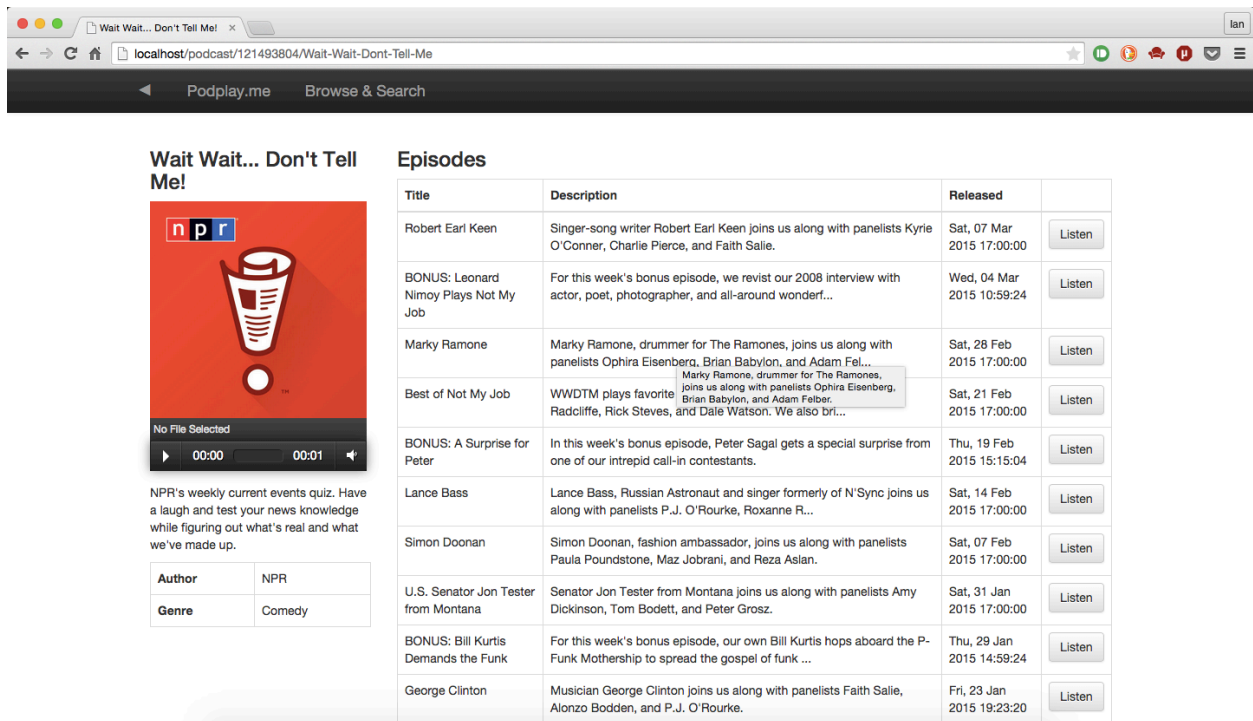 Wait Wait... Don't Tell Me!
Ian
localhost/podcast/121493804/Wait-Wait-Dont-Tell-Me
Podplay.me Browse & Search
Wait Wait... Don't Tell
Me!
npr
TM
No File Selected
00:00 00:01
NPR's weekly current events quiz. Have
a laugh and test your news knowledge
while figuring out what's real and what
we've made up.
Author NPR
Genre Comedy
Episodes
Title Description Released
Robert Earl Keen Singer-song writer Robert Earl Keen joins us along with panelists Kyrie Sat, 07 Mar Listen
O'Conner, Charlie Pierce, and Faith Salie. 2015 17:00:00
BONUS: Leonard For this week's bonus episode, we revist our 2008 interview with Wed, 04 Mar Listen
Nimoy Plays Not My actor, poet, photographer, and all-around wonderf... 2015 10:59:24
Job
Marky Ramone Marky Ramone, drummer for The Ramones, joins us along with Sat, 28 Feb Listen
panelists Ophira Eisenberg, Brian Babylon, and Adam Fel... 2015 17:00:00
Marky Ramone, drummer for The Ramones,
joins us along with panelists Ophira Eisenberg,
Brian Babylon, and Adam Felber.
Best of Not My Job WWDTM plays favorite Sat, 21 Feb Listen
Radcliffe, Rick Steves, and Dale Watson. We also bri... 2015 17:00:00
BONUS: A Surprise for In this week's bonus episode, Peter Sagal gets a special surprise from Thu, 19 Feb Listen
Peter one of our intrepid call-in contestants. 2015 15:15:04
Lance Bass Lance Bass, Russian Astronaut and singer formerly of N'Sync joins us Sat, 14 Feb Listen
along with panelists P.J. O'Rourke, Roxanne R... 2015 17:00:00
Simon Doonan Simon Doonan, fashion ambassador, joins us along with panelists Sat, 07 Feb Listen
Paula Poundstone, Maz Jobrani, and Reza Aslan. 2015 17:00:00
U.S. Senator Jon Tester Senator Jon Tester from Montana joins us along with panelists Amy Sat, 31 Jan Listen
from Montana Dickinson, Tom Bodett, and Peter Grosz. 2015 17:00:00
BONUS: Bill Kurtis For this week's bonus episode, our own Bill Kurtis hops aboard the P- Thu, 29 Jan Listen
Demands the Funk Funk Mothership to spread the gospel of funk ... 2015 14:59:24
George Clinton Musician George Clinton joins us along with panelists Faith Salie, Fri, 23 Jan Listen
Alonzo Bodden, and P.J. O'Rourke. 2015 19:23:20